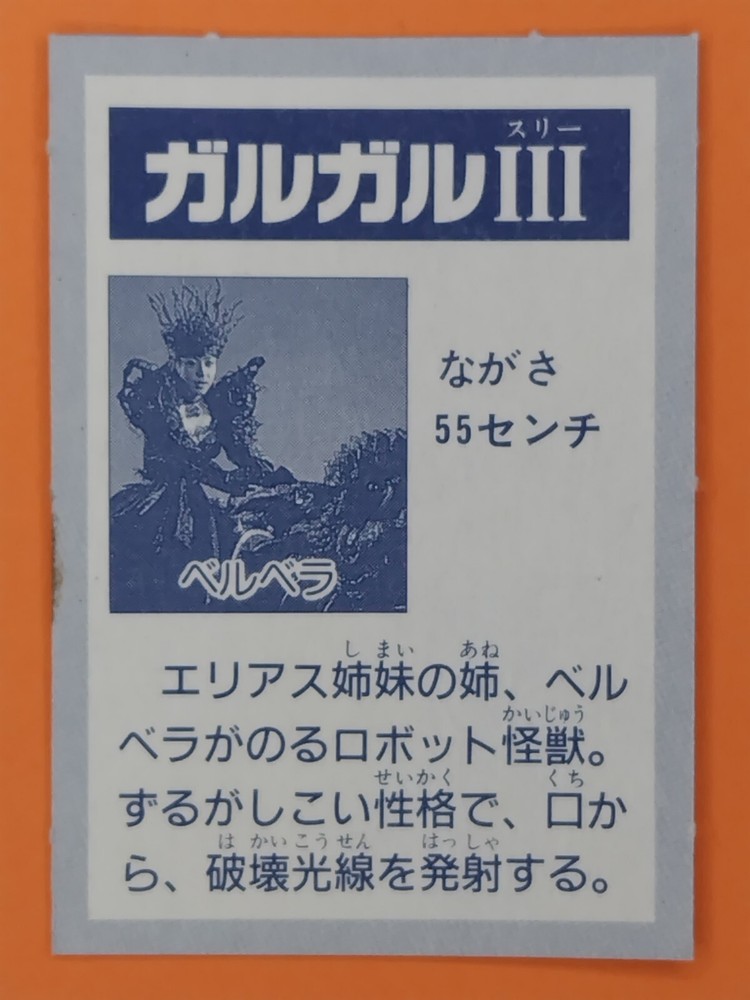 スリー
ガルガルIII
ながさ
55センチ
ベルベラ
しまい あね
エリアス姉妹の姉、ベル
かいじゅう
ベラがのるロボット怪獣。
せいかく くち
ずるがしこい性格で、口か
はかいこうせん はっしゃ
ら、破壊光線を発射する。